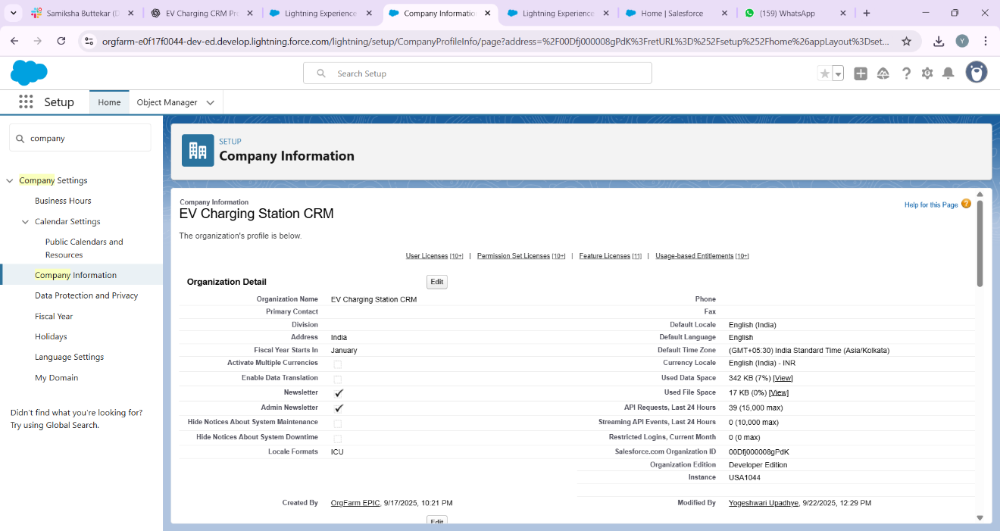 Samiksha Buttekar (D
EV Charging CRM Pro
Lightning Experience
Company Informatio
Lightning Experience
Home | Salesforce
(159) WhatsApp
orgfarm-e0f17f0044-dev-ed.develop.lightning.force.com/lightning/setup/CompanyProfileInfo/page?address=%2F00Dfj000008gPdK%3FretURL%3D%252Fsetup%252Fhome%26appLayout%3Dset...
Y
Search Setup
Setup
Home
Object Manager
company
Company Settings
Business Hours
Calendar Settings
Public Calendars and
Resources
Company Information
Data Protection and Privacy
Fiscal Year
Holidays
Language Settings
My Domain
Didn't find what you're looking for?
Try using Global Search.
SETUP
Company Information
Company Information
EV Charging Station CRM
Help for this Page ?
The organization's profile is below.
User Licenses [10+] | Permission Set Licenses [10+] | Feature Licenses [11] | Usage-based Entitlements [10+]
Organization Detail Edit
Organization Name EV Charging Station CRM Phone
Primary Contact Fax
Division Default Locale English (India)
Address India Default Language English
Fiscal Year Starts In January Default Time Zone (GMT+05:30) India Standard Time (Asia/Kolkata)
Activate Multiple Currencies Currency Locale English (India) - INR
Enable Data Translation Used Data Space 342 KB (7%) [View]
Newsletter ✓ Used File Space 17 KB (0%) [View]
Admin Newsletter ✓ API Requests, Last 24 Hours 39 (15,000 max)
Hide Notices About System Maintenance Streaming API Events, Last 24 Hours 0 (10,000 max)
Hide Notices About System Downtime Restricted Logins, Current Month 0 (0 max)
Locale Formats ICU Salesforce.com Organization ID 00Dfj000008gPdK
Organization Edition Developer Edition
Instance USA1044
Created By OrgFarm EPIC, 9/17/2025, 10:21 PM Modified By Yogeshwari Upadhye, 9/22/2025, 12:29 PM
Edit